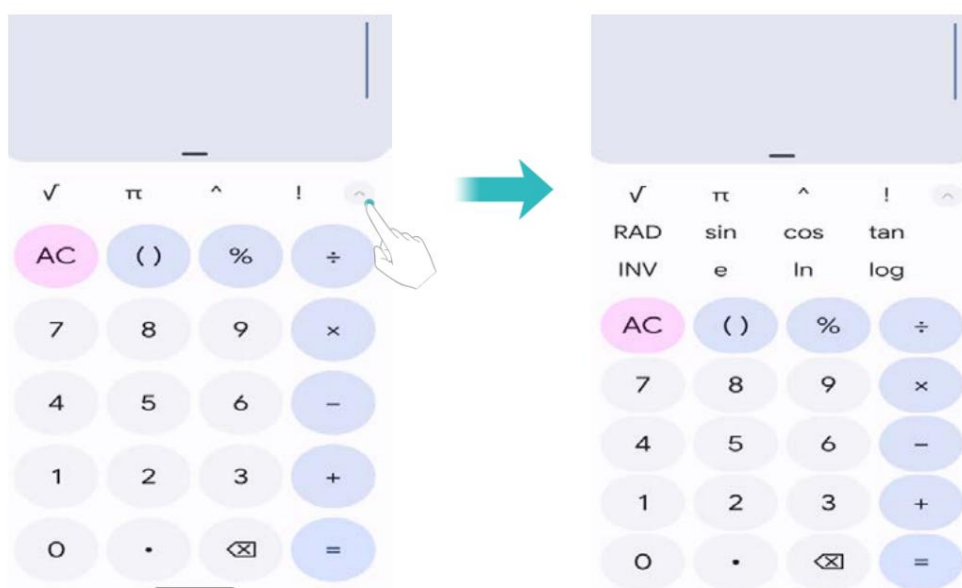 √ π ^ !
AC ( ) % ÷
7 8 9 ×
4 5 6 −
1 2 3 +
0 . =
√ π ^ !
RAD sin cos tan
INV e ln log
AC ( ) % ÷
7 8 9 ×
4 5 6 −
1 2 3 +
0 . =